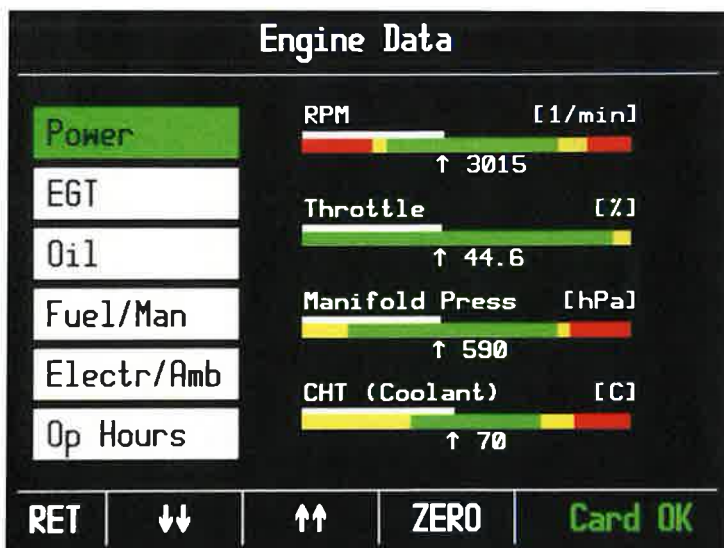 Engine Data
Power
EGT
Oil
Fuel/Man
Electr/Amb
Op Hours
RPM [1/min]
↑ 3015
Throttle [%]
↑ 44.6
Manifold Press [hPa]
↑ 590
CHT (Coolant) [C]
↑ 70
RET ↓↓ ↑↑ ZERO Card OK